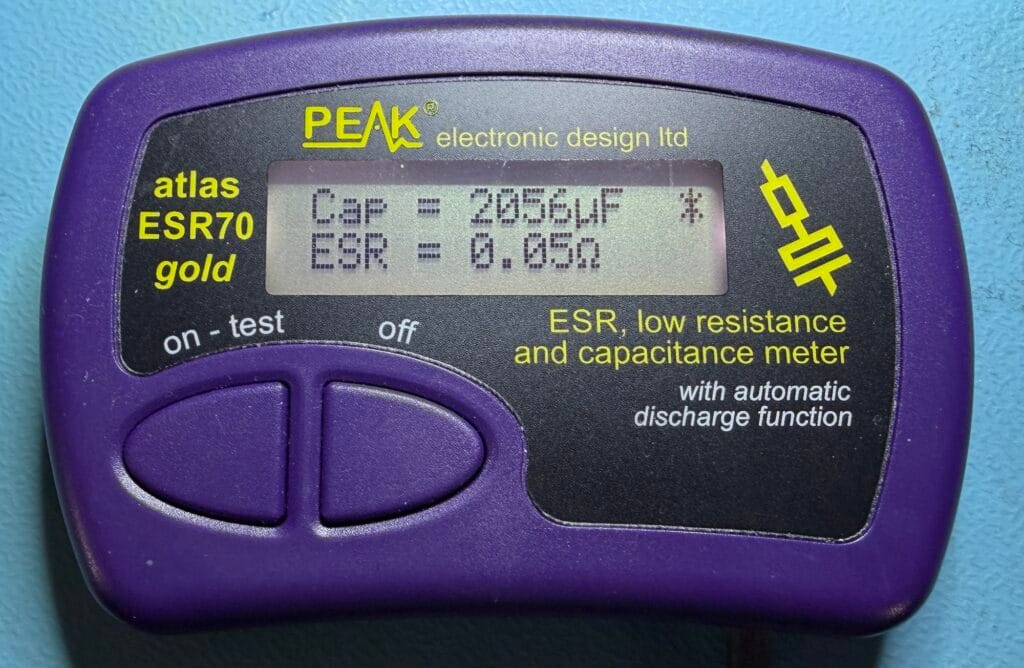 PEAK® electronic design ltd
atlas
ESR70
gold
Cap = 2056µF *
ESR = 0.05Ω
on - test
off
ESR, low resistance
and capacitance meter
with automatic
discharge function